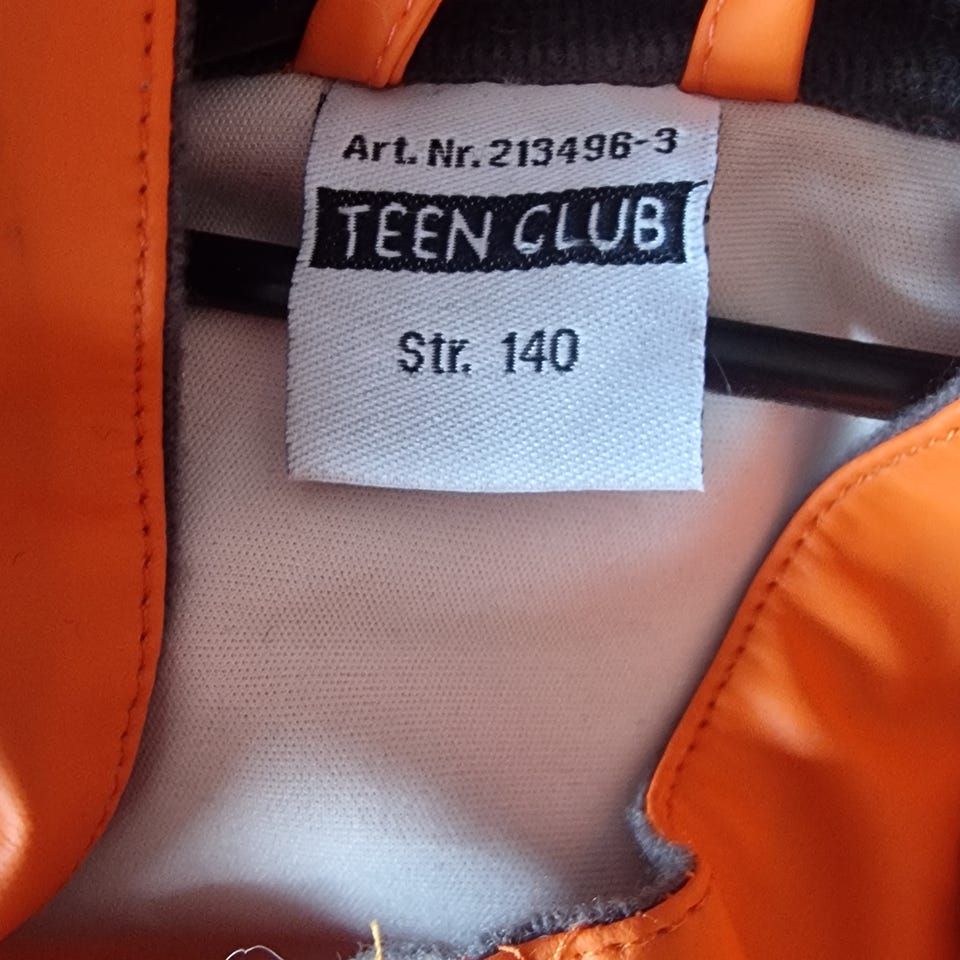 Art. Nr. 213496-3
TEEN CLUB
Str. 140